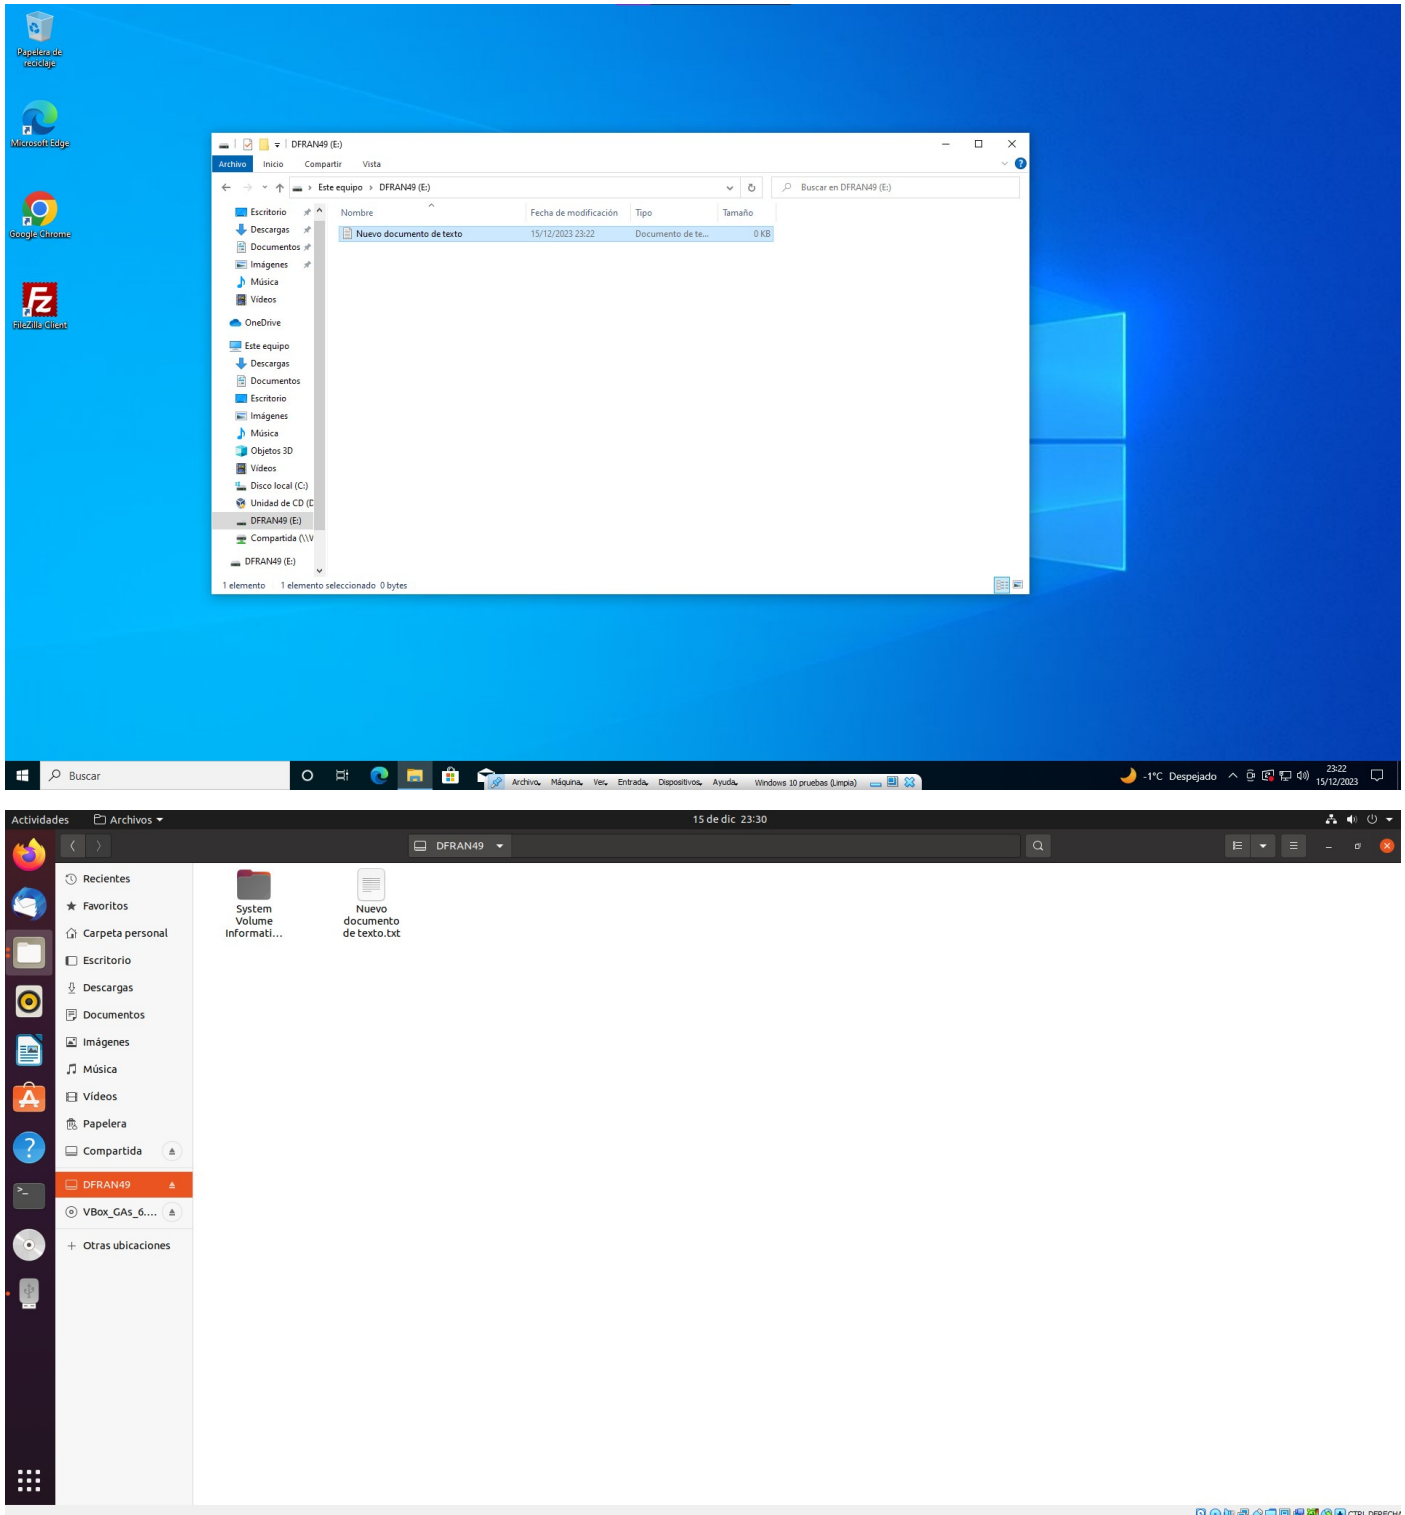 Papelera de
reciclaje
Microsoft Edge
Google Chrome
FileZilla Client
DFRAN49 (E:)
Archivo Inicio Compartir Vista
Este equipo > DFRAN49 (E:)
Buscar en DFRAN49 (E:)
Nombre Fecha de modificación Tipo Tamaño
Nuevo documento de texto 15/12/2023 23:22 Documento de te... 0 KB
Escritorio
Descargas
Documentos
Imágenes
Música
Vídeos
OneDrive
Este equipo
Descargas
Documentos
Escritorio
Imágenes
Música
Objetos 3D
Vídeos
Disco local (C:)
Unidad de CD (D
DFRAN49 (E:)
Compartida (\\V
DFRAN49 (E:)
1 elemento 1 elemento seleccionado 0 bytes
Buscar
Archivo Máquina Ver Entrada Dispositivos Ayuda Windows 10 pruebas (Limpia)
-1°C Despejado
23:22
15/12/2023
Actividades Archivos 15 de dic 23:30
DFRAN49
Recientes
Favoritos
Carpeta personal
Escritorio
Descargas
Documentos
Imágenes
Música
Vídeos
Papelera
Compartida
DFRAN49
VBox_GAs_6....
+ Otras ubicaciones
System
Volume
Informati...
Nuevo
documento
de texto.txt
CTRL DERECHA